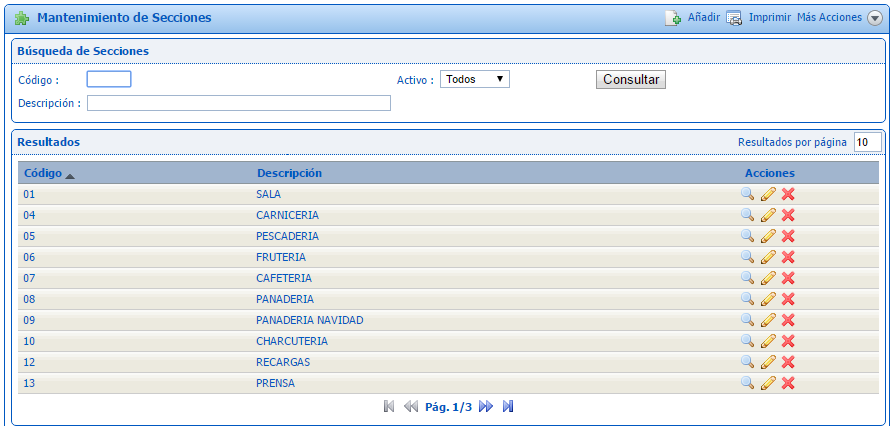 Mantenimiento de Secciones Añadir Imprimir Más Acciones
Búsqueda de Secciones
Código : Activo : Todos Consultar
Descripción :
Resultados Resultados por página 10
Código Descripción Acciones
01 SALA
04 CARNICERIA
05 PESCADERIA
06 FRUTERIA
07 CAFETERIA
08 PANADERIA
09 PANADERIA NAVIDAD
10 CHARCUTERIA
12 RECARGAS
13 PRENSA
Pág. 1/3